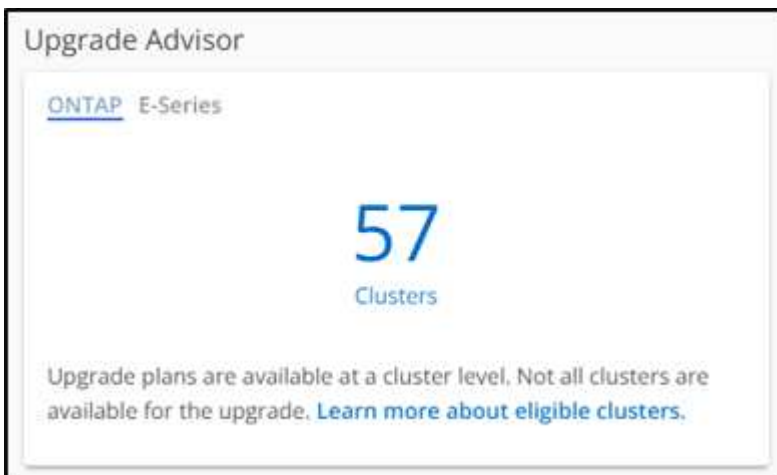 Upgrade Advisor
ONTAP E-Series
57
Clusters
Upgrade plans are available at a cluster level. Not all clusters are
available for the upgrade. Learn more about eligible clusters.